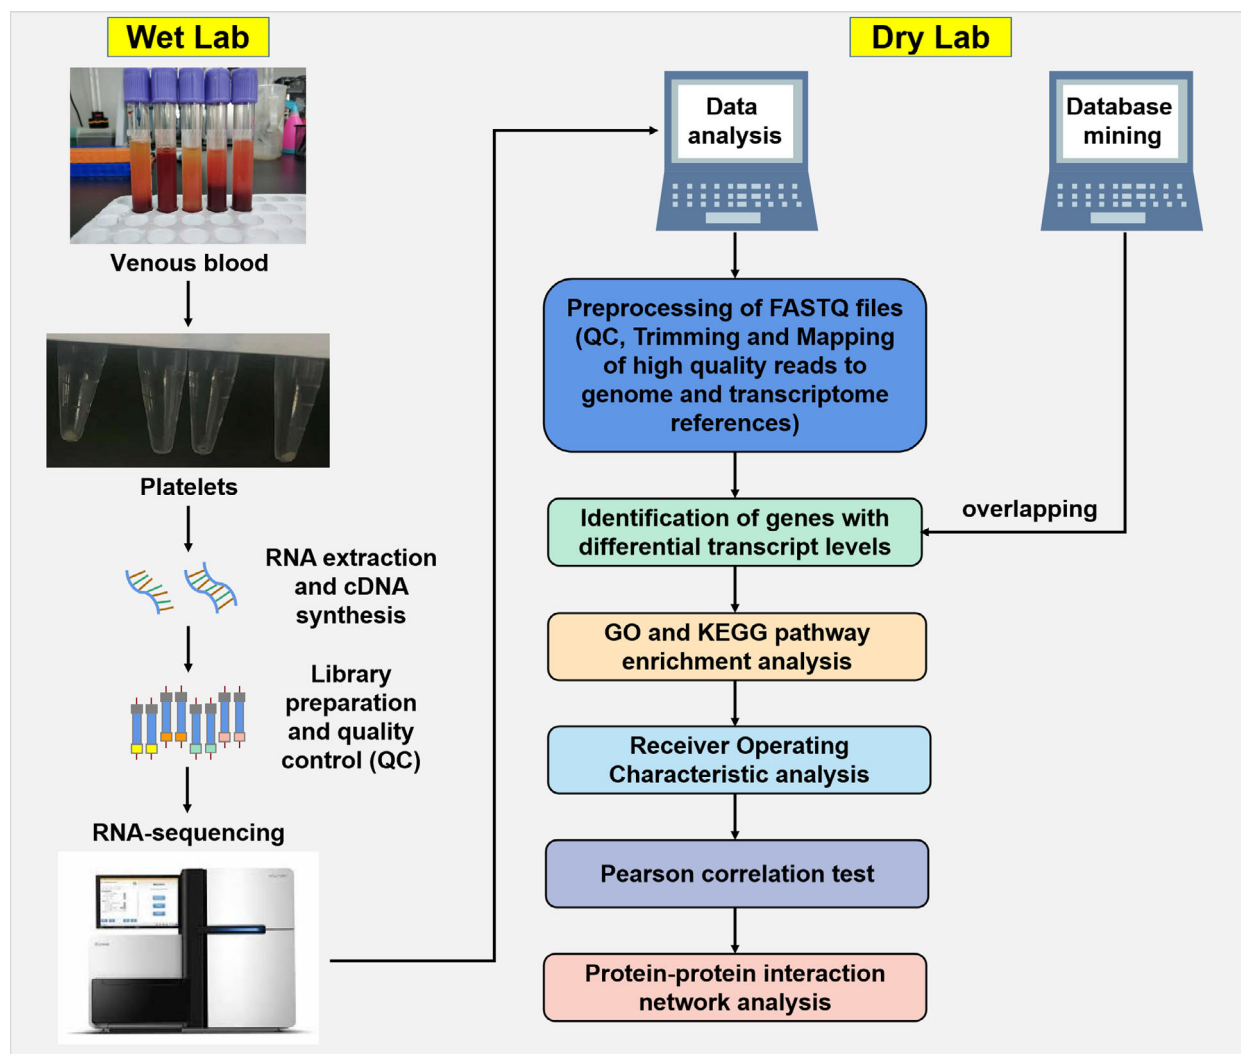 Wet Lab
Venous blood
Platelets
RNA extraction
and cDNA
synthesis
Library
preparation
and quality
control (QC)
RNA-sequencing
Dry Lab
Data
analysis
Database
mining
Preprocessing of FASTQ files
(QC, Trimming and Mapping
of high quality reads to
genome and transcriptome
references)
overlapping
Identification of genes with
differential transcript levels
GO and KEGG pathway
enrichment analysis
Receiver Operating
Characteristic analysis
Pearson correlation test
Protein-protein interaction
network analysis